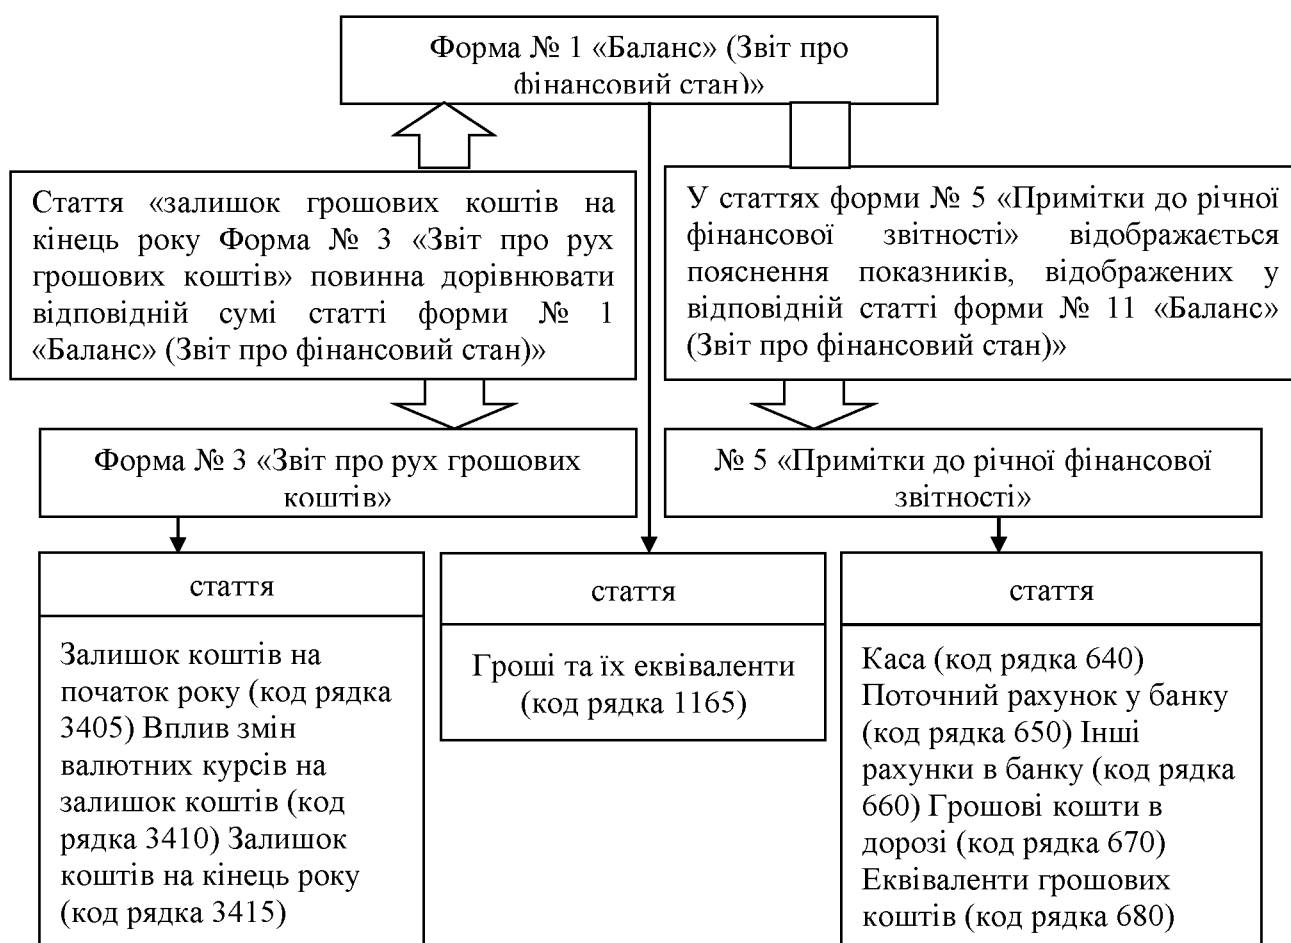 Форма № 1 «Баланс» (Звіт про
фінансовий стан)»
Стаття «залишок грошових коштів на
кінець року Форма № 3 «Звіт про рух
грошових коштів» повинна дорівнювати
відповідній сумі статті форми № 1
«Баланс» (Звіт про фінансовий стан)»
У статтях форми № 5 «Примітки до річної
фінансової звітності» відображається
пояснення показників, відображених у
відповідній статті форми № 11 «Баланс»
(Звіт про фінансовий стан)»
Форма № 3 «Звіт про рух грошових
коштів»
№ 5 «Примітки до річної фінансової
звітності»
стаття
Залишок коштів на
початок року (код рядка
3405) Вплив змін
валютних курсів на
залишок коштів (код
рядка 3410) Залишок
коштів на кінець року
(код рядка 3415)
стаття
Гроші та їх еквіваленти
(код рядка 1165)
стаття
Каса (код рядка 640)
Поточний рахунок у банку
(код рядка 650) Інші
рахунки в банку (код рядка
660) Грошові кошти в
дорозі (код рядка 670)
Еквіваленти грошових
коштів (код рядка 680)